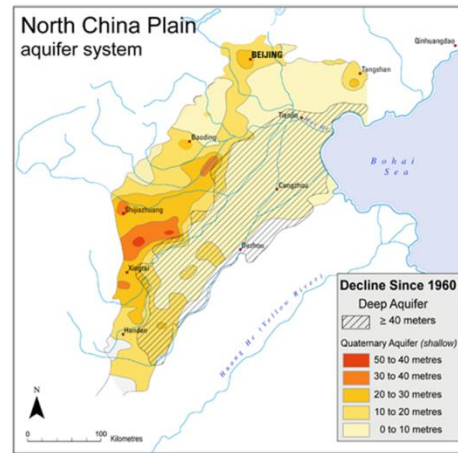 North China Plain
aquifer system
BEIJING
Qinhuangdao
Tangshan
Tianjin
Hai He
Baoding
Bohai
Sea
Cangzhou
Shijiazhuang
Dezhou
Xingtai
Handan
Huang He (Yellow River)
Decline Since 1960
Deep Aquifer
≥ 40 meters
Quaternary Aquifer (shallow)
50 to 40 metres
30 to 40 metres
20 to 30 metres
10 to 20 metres
0 to 10 metres
N
0 100
Kilometres